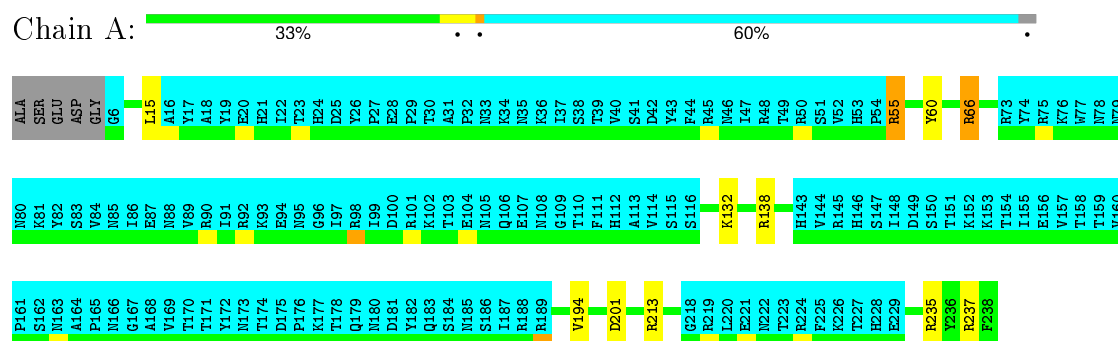 Chain A:
33%
60%
ALA SER GLU ASP GLY G6 L15 A16 Y17 A18 Y19 E20 H21 I22 T23 H24 D25 Y26 P27 E28 P29 T30 A31 P32 N33 K34 N35 K36 I37 S38 T39 V40 S41 D42 Y43 F44 R45 N46 I47 R48 T49 R50 S51 V52 H53 P54 R55 Y60 R66 R73 Y74 R75 K76 W77 N78 N79
N80 K81 Y82 S83 V84 N85 I86 E87 N88 V89 R90 I91 R92 K93 E94 N95 G96 I97 R98 I99 D100 R101 K102 T103 E104 N105 Q106 E107 N108 G109 T110 F111 H112 A113 V114 S115 S116 K132 R138 H143 V144 R145 H146 S147 I148 D149 S150 T151 K152 K153 T154 I155 E156 V157 T158 T159 V160
P161 S162 N163 A164 P165 N166 G167 A168 V169 T170 T171 Y172 N173 T174 D175 P176 K177 T178 Q179 N180 D181 Y182 Q183 S184 N185 S186 I187 R188 R189 V194 D201 R213 G218 R219 L220 E221 N222 T223 R224 F225 K226 T227 H228 E229 R235 Y236 R237 F238